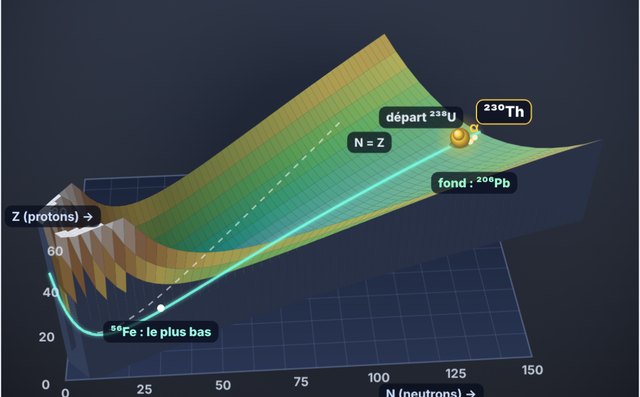 ²³⁰Th
départ ²³⁸U
N = Z
fond : ²⁰⁶Pb
Z (protons) →
60
40
⁵⁶Fe : le plus bas
20
0
0
25
50
75
100
125
150
N (neutrons) →